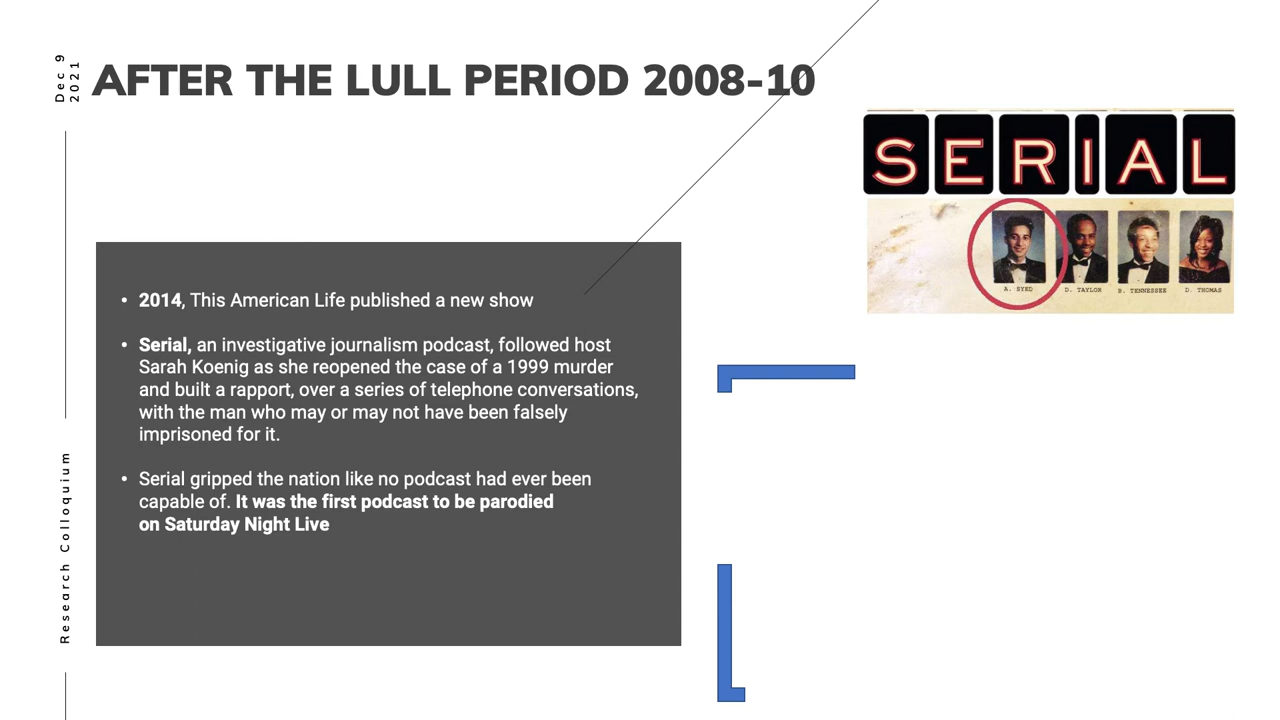 Dec 9
2021
AFTER THE LULL PERIOD 2008-10
SERIAL
A. SYED
D. TAYLOR
B. TENNESSEE
D. THOMAS
• 2014, This American Life published a new show
• Serial, an investigative journalism podcast, followed host
Sarah Koenig as she reopened the case of a 1999 murder
and built a rapport, over a series of telephone conversations,
with the man who may or may not have been falsely
imprisoned for it.
• Serial gripped the nation like no podcast had ever been
capable of. It was the first podcast to be parodied
on Saturday Night Live
Research Colloquium